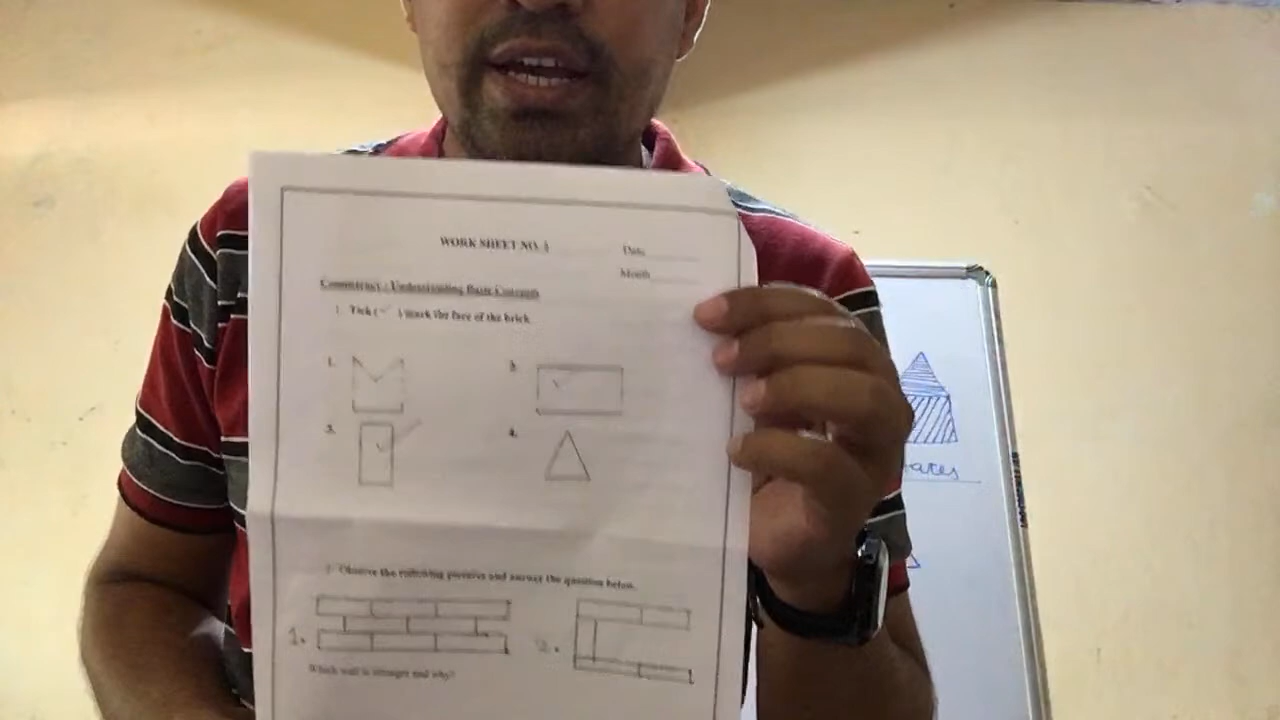 WORK SHEET NO. 1
Date
Month
Commutacy : Understanding Basic Concepts
1. Tick ( ✓ ) mark the face of the brick
1.
2.
3.
4.
2. Observe the following pictures and answer the question below.
1.
2.
Which wall is stronger and why?